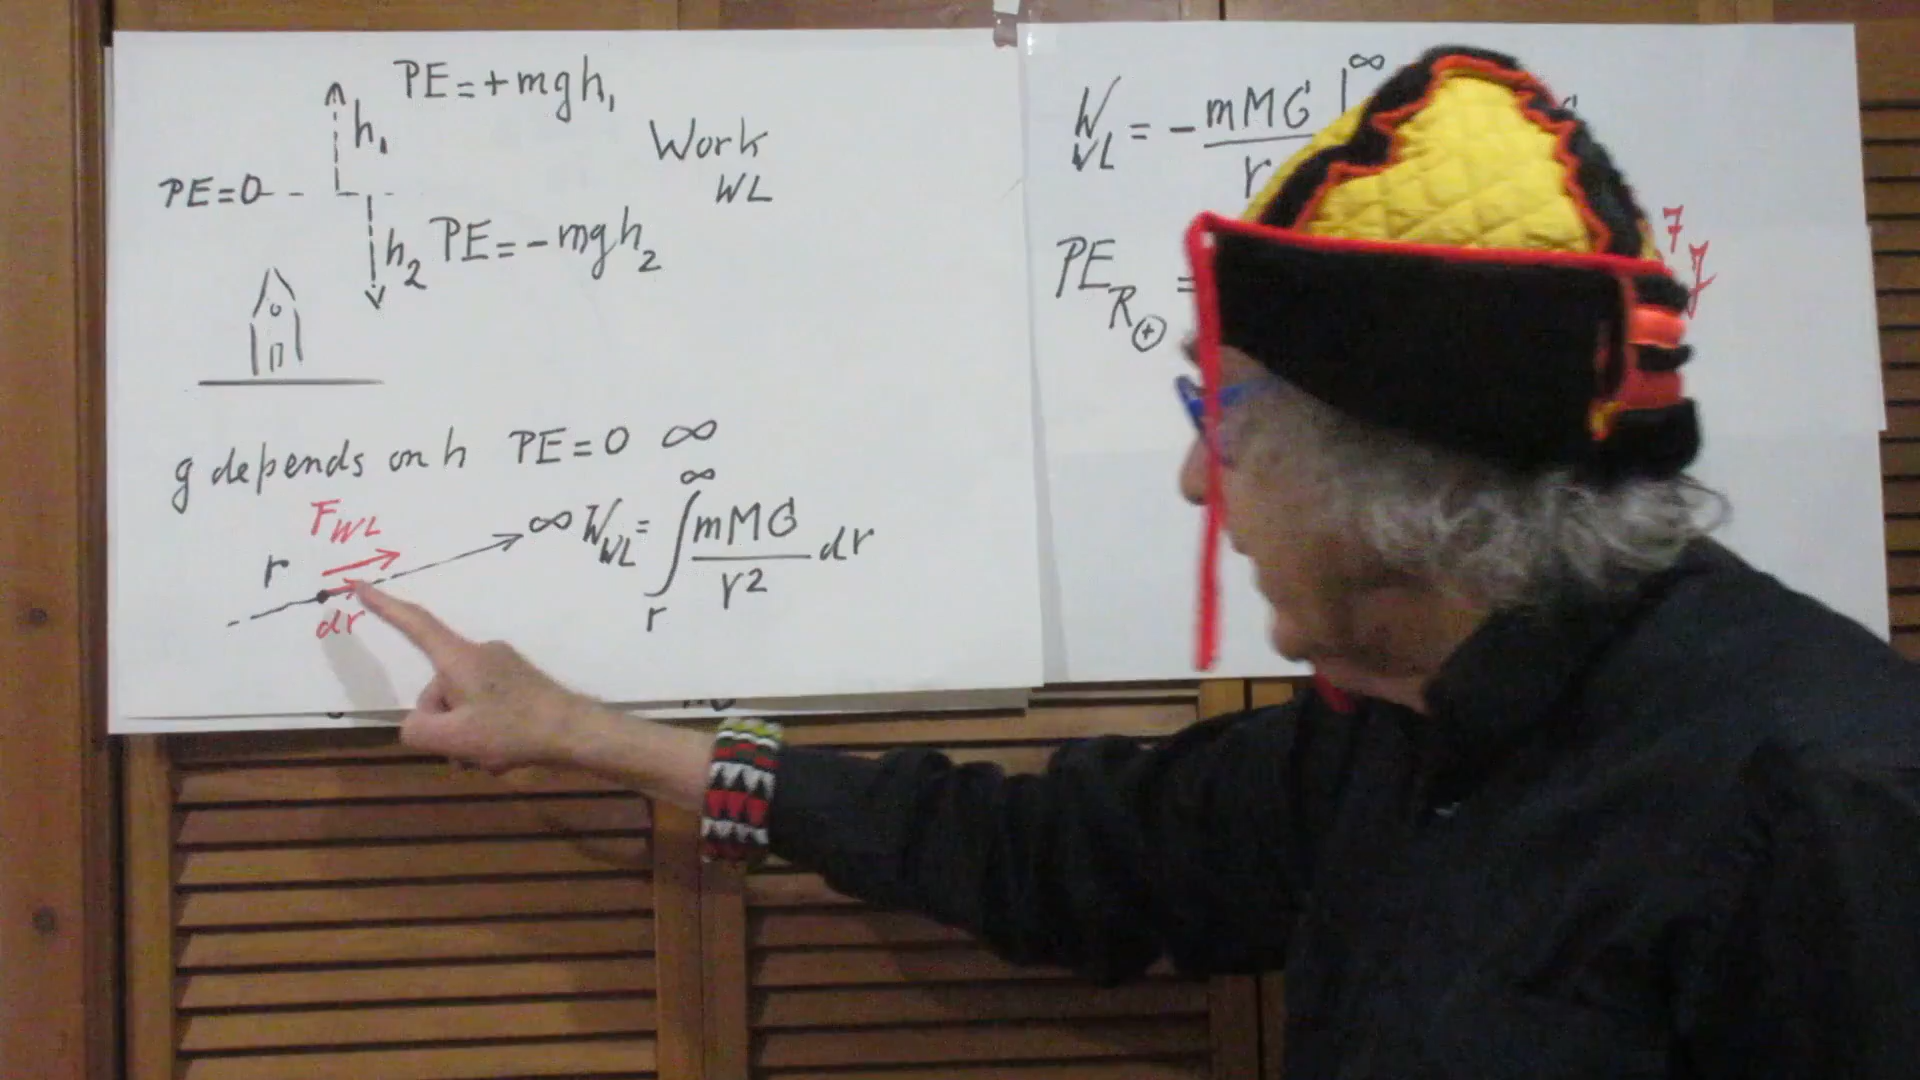 PE=+mgh₁
h₁
Work
WL
PE=0
h₂ PE=-mgh₂
g depends on h PE=0 ∞
F_WL
r
dr
∞ W_WL = ∫_r^∞ mMG/r² dr
W_WL = - mMG/r |^∞
PE_R⊕ =
7 J